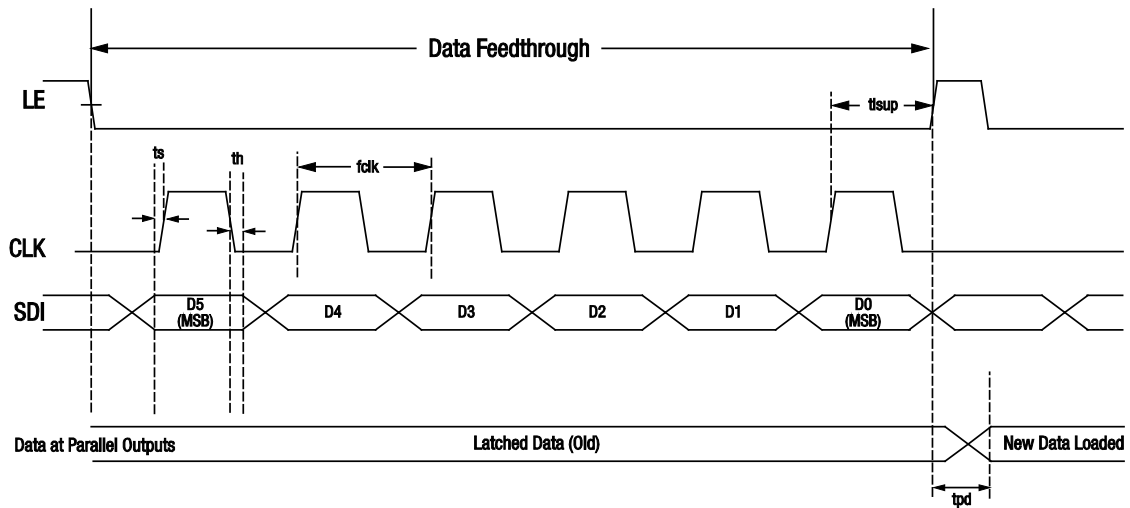 Data Feedthrough
LE
tlsup
ts
th
fclk
CLK
SDI
D5
(MSB)
D4
D3
D2
D1
D0
(MSB)
Data at Parallel Outputs
Latched Data (Old)
New Data Loaded
tpd